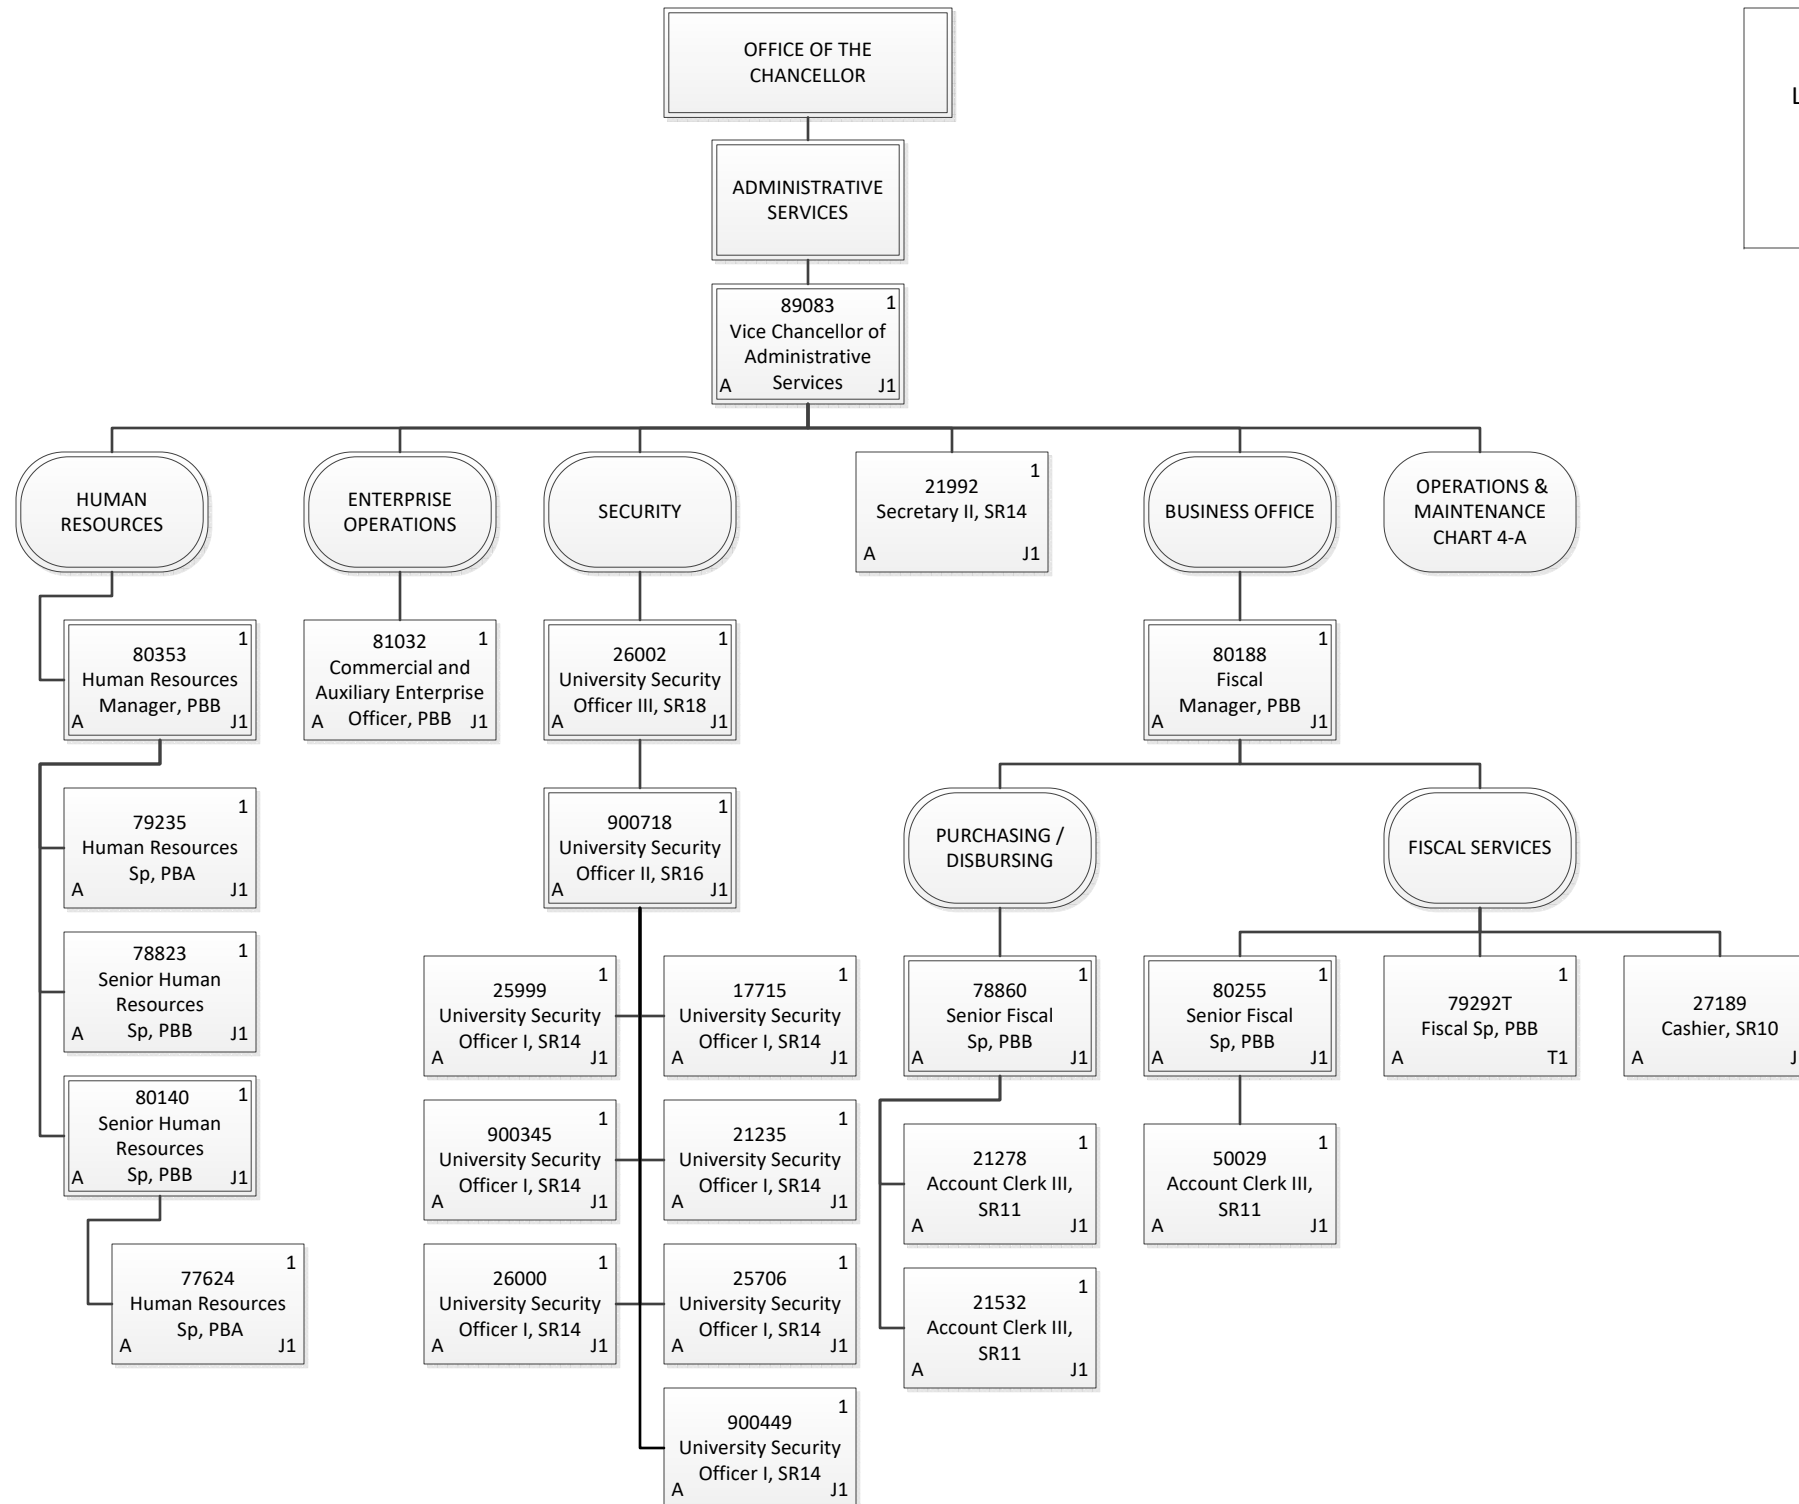 OFFICE OF THE
CHANCELLOR
L
ADMINISTRATIVE
SERVICES
89083 1
Vice Chancellor of
Administrative
A Services J1
HUMAN
RESOURCES
ENTERPRISE
OPERATIONS
SECURITY
1
21992
Secretary II, SR14
A J1
BUSINESS OFFICE
OPERATIONS &
MAINTENANCE
CHART 4-A
1
80353
Human Resources
Manager, PBB
A J1
81032 1
Commercial and
Auxiliary Enterprise
A Officer, PBB J1
1
26002
University Security
Officer III, SR18
A J1
1
80188
Fiscal
Manager, PBB
A J1
1
79235
Human Resources
Sp, PBA
A J1
1
900718
University Security
Officer II, SR16
A J1
PURCHASING /
DISBURSING
FISCAL SERVICES
78823 1
Senior Human
Resources
Sp, PBB
A J1
1
25999
University Security
Officer I, SR14
A J1
1
17715
University Security
Officer I, SR14
A J1
1
78860
Senior Fiscal
Sp, PBB
A J1
1
80255
Senior Fiscal
Sp, PBB
A J1
1
79292T
Fiscal Sp, PBB
A T1
27189
Cashier, SR10
A J
80140 1
Senior Human
Resources
Sp, PBB
A J1
1
900345
University Security
Officer I, SR14
A J1
1
21235
University Security
Officer I, SR14
A J1
1
21278
Account Clerk III,
SR11
A J1
1
50029
Account Clerk III,
SR11
A J1
1
77624
Human Resources
Sp, PBA
A J1
1
26000
University Security
Officer I, SR14
A J1
1
25706
University Security
Officer I, SR14
A J1
1
21532
Account Clerk III,
SR11
A J1
1
900449
University Security
Officer I, SR14
A J1